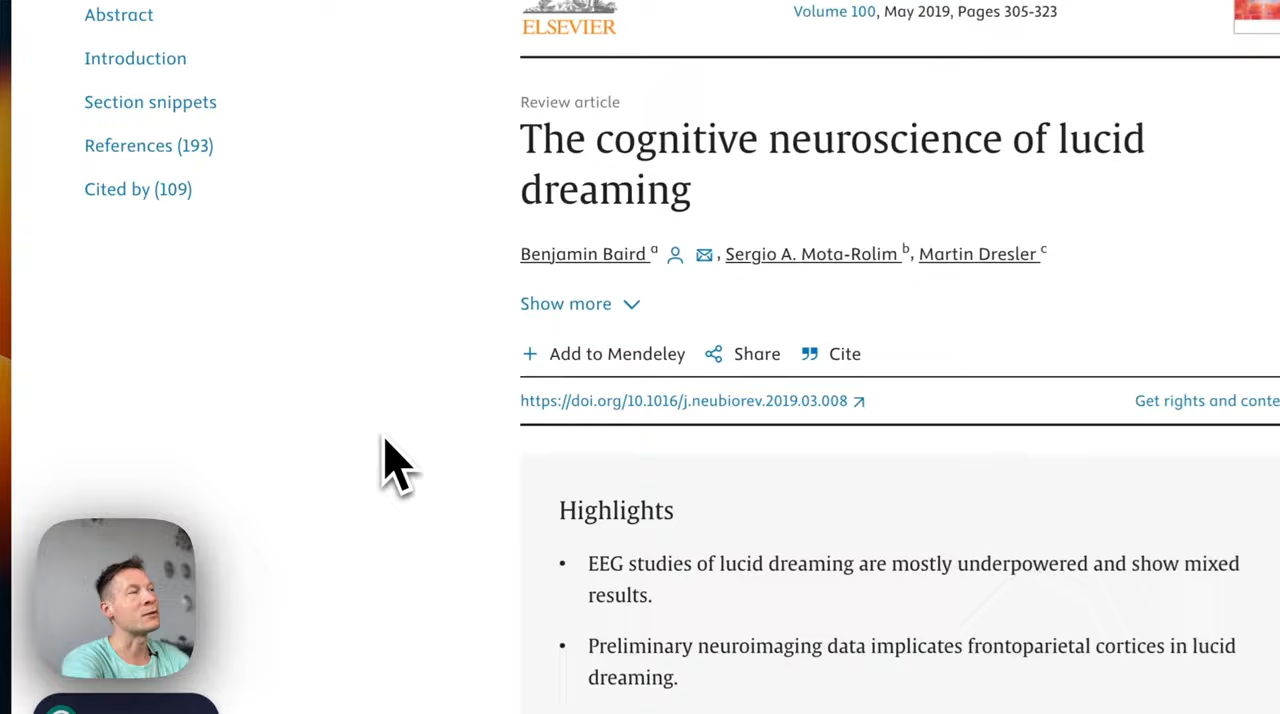 Abstract
Introduction
Section snippets
References (193)
Cited by (109)
ELSEVIER
Volume 100, May 2019, Pages 305-323
Review article
The cognitive neuroscience of lucid
dreaming
Benjamin Baird a, Sergio A. Mota-Rolim b, Martin Dresler c
Show more
+ Add to Mendeley Share Cite
https://doi.org/10.1016/j.neubiorev.2019.03.008
Get rights and conte
Highlights
• EEG studies of lucid dreaming are mostly underpowered and show mixed
results.
• Preliminary neuroimaging data implicates frontoparietal cortices in lucid
dreaming.